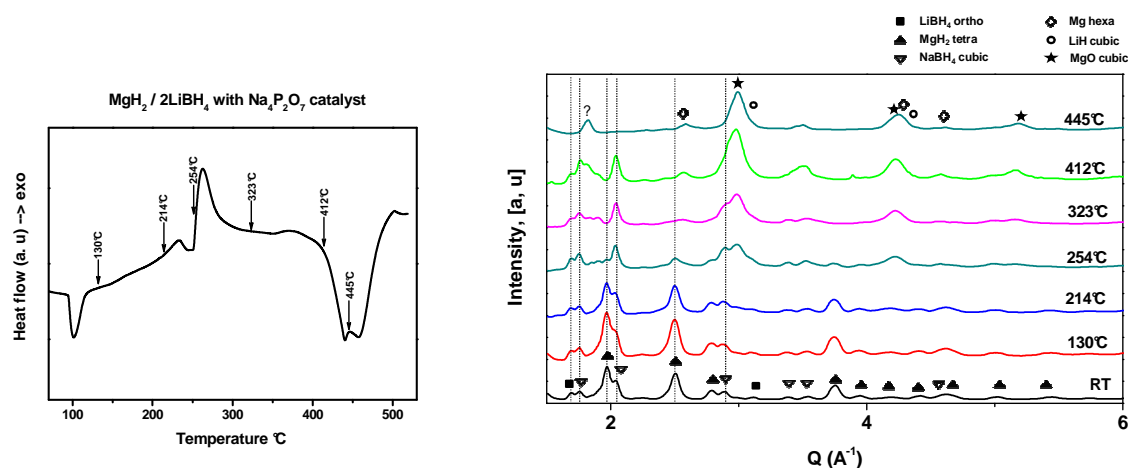 MgH₂ / 2LiBH₄ with Na₄P₂O₇ catalyst
Heat flow (a. u) --> exo
130℃
214℃
254℃
323℃
412℃
445℃
100 200 300 400 500
Temperature ℃
LiBH₄ ortho
MgH₂ tetra
NaBH₄ cubic
Mg hexa
LiH cubic
MgO cubic
Intensity, [a, u]
?
445℃
412℃
323℃
254℃
214℃
130℃
RT
2 3 4 5 6
Q (A⁻¹)